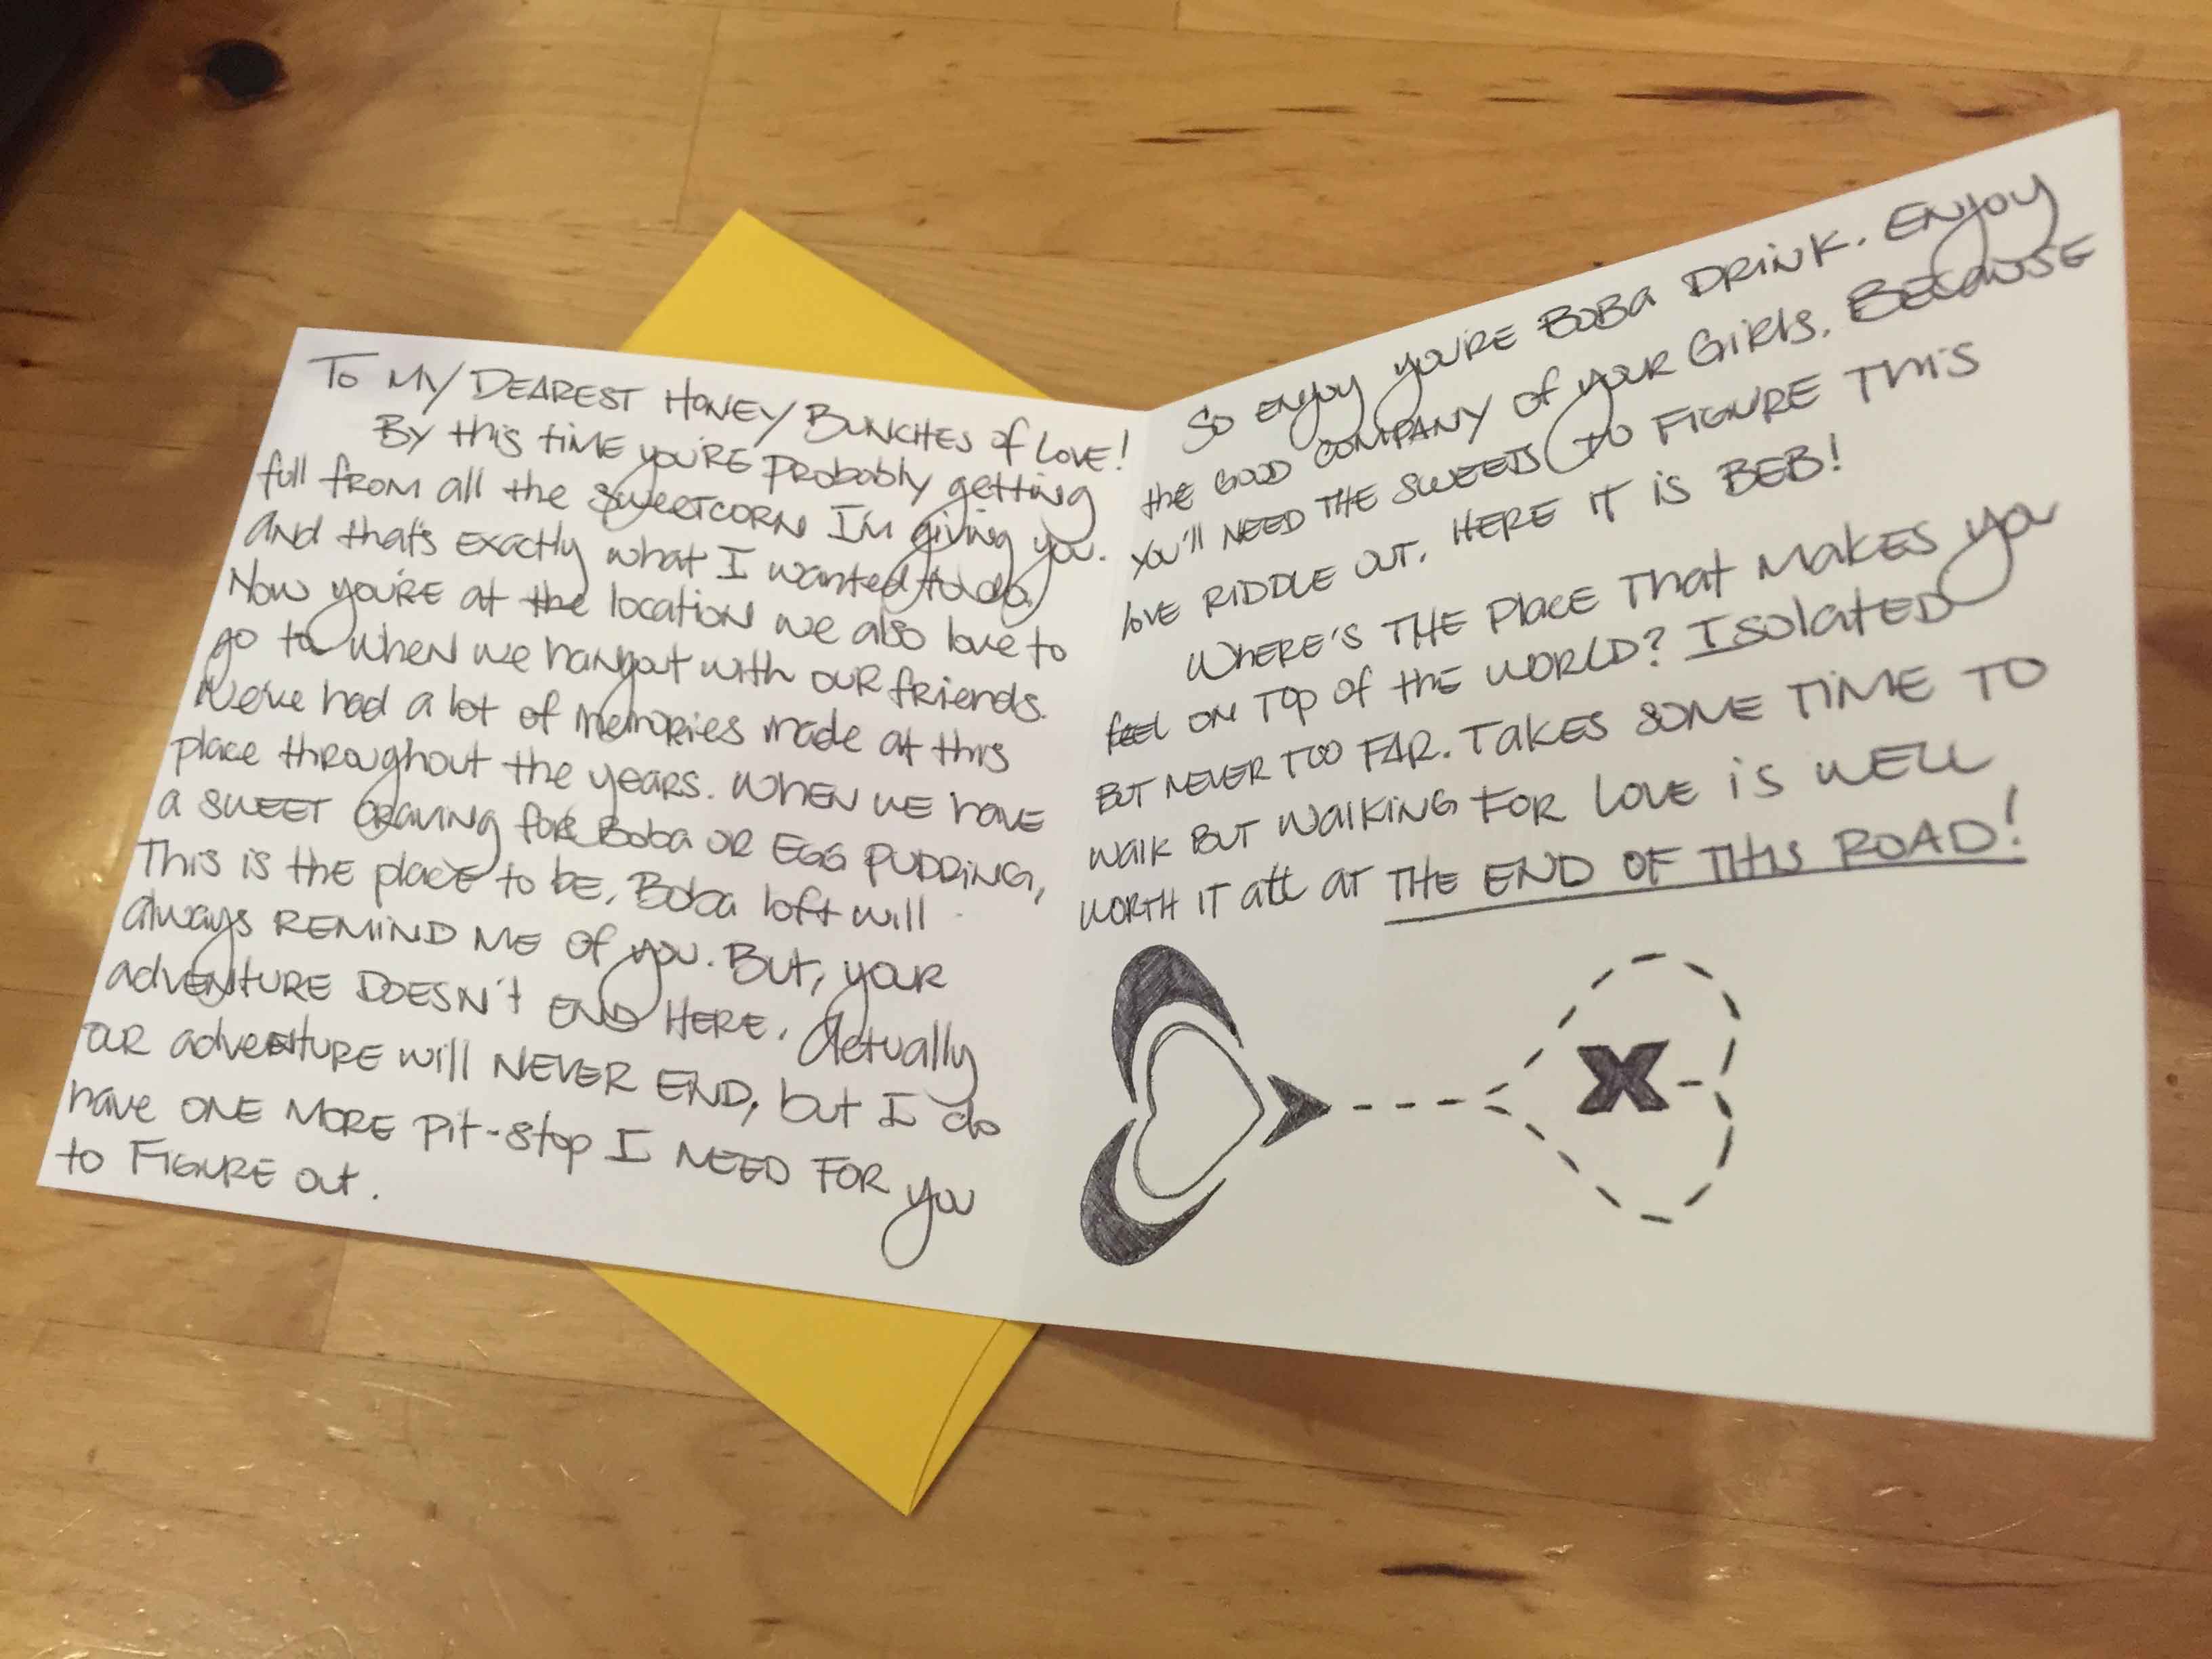 To MY DEAREST HONEY BUNCHES of LOVE!
By this time you're probably getting
full from all the sweetcorn I'm giving you.
And that's exactly what I wanted to do.
Now you're at the location we also love to
go to when we hangout with our friends.
We've had a lot of memories made at this
place throughout the years. When we have
a sweet craving for Boba or EGG PUDDING,
This is the place to be. Boba loft will
always REMIND ME of you. But, your
adventure DOESN't END HERE. Actually
our adventure will NEVER END, but I do
have ONE MORE pit-stop I NEED FOR you
to FIGURE out.
So enjoy you're BOBA DRINK. ENJOY
the GOOD COMPANY of your Girls. BECAUSE
you'll NEED THE SWEETS TO FIGURE THIS
love RIDDLE OUT. HERE IT is BEB!
Where's THE Place That MAKES you
feel on Top of the WORLD? Isolated
BUT NEVER TOO FAR. TAKES SOME TIME TO
walk BUT walking FOR LOVE is WELL
WORTH IT all AT THE END OF THIS ROAD!
X